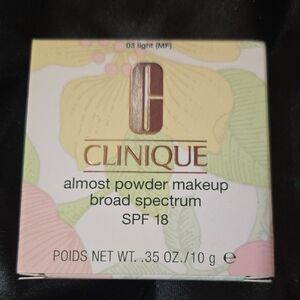 03 light (MF)
C
CLINIQUE
almost powder makeup
broad spectrum
SPF 18
POIDS NET WT. .35 OZ./10 g ℮